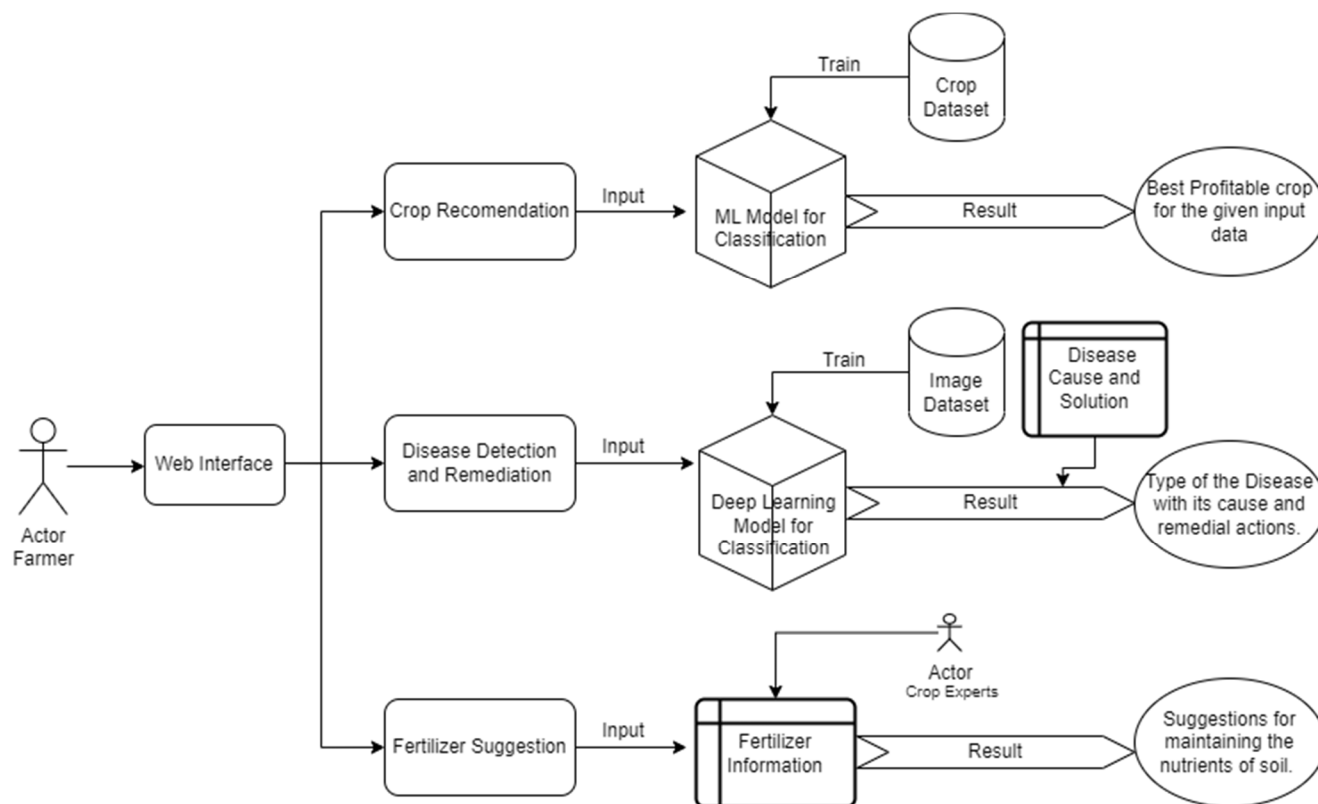 Train
Crop
Dataset
Crop Recomendation
Input
ML Model for
Classification
Result
Best Profitable crop
for the given input
data
Train
Image
Dataset
Disease
Cause and
Solution
Actor
Farmer
Web Interface
Disease Detection
and Remediation
Input
Deep Learning
Model for
Classification
Result
Type of the Disease
with its cause and
remedial actions.
Actor
Crop Experts
Fertilizer Suggestion
Input
Fertilizer
Information
Result
Suggestions for
maintaining the
nutrients of soil.